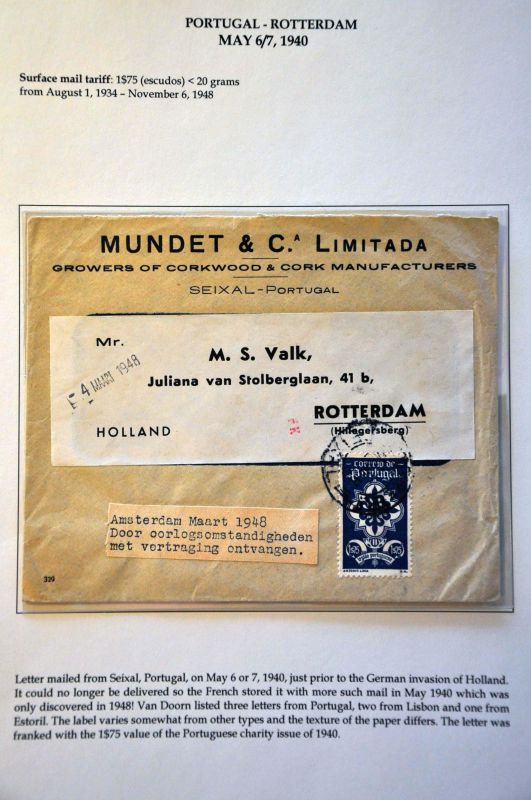 PORTUGAL - ROTTERDAM
MAY 6/7, 1940
Surface mail tariff: 1$75 (escudos) < 20 grams
from August 1, 1934 – November 6, 1948
MUNDET & C.ᴬ LIMITADA
GROWERS OF CORKWOOD & CORK MANUFACTURERS
SEIXAL-PORTUGAL
Mr.
M. S. Valk,
Juliana van Stolberglaan, 41 b,
ROTTERDAM
(Hillegersberg)
HOLLAND
4 MAART 1948
correio de
Portugal
1$75 1$75
Amsterdam Maart 1948
Door oorlogsomstandigheden
met vertraging ontvangen.
329
Letter mailed from Seixal, Portugal, on May 6 or 7, 1940, just prior to the German invasion of Holland.
It could no longer be delivered so the French stored it with more such mail in May 1940 which was
only discovered in 1948! Van Doorn listed three letters from Portugal, two from Lisbon and one from
Estoril. The label varies somewhat from other types and the texture of the paper differs. The letter was
franked with the 1$75 value of the Portuguese charity issue of 1940.